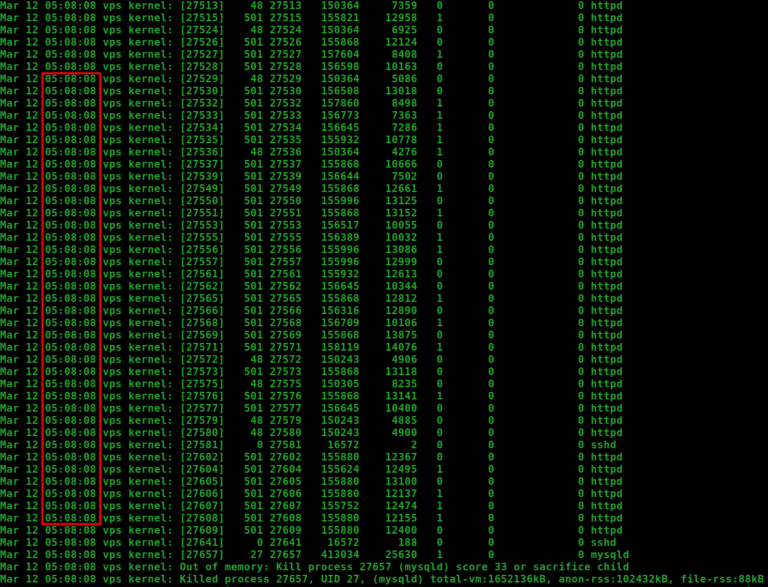 Mar 12 05:08:08 vps kernel: [27513] 48 27513 150364 7359 0 0 0 httpd
Mar 12 05:08:08 vps kernel: [27515] 501 27515 155821 12958 1 0 0 httpd
Mar 12 05:08:08 vps kernel: [27524] 48 27524 150364 6925 0 0 0 httpd
Mar 12 05:08:08 vps kernel: [27526] 501 27526 155868 12124 0 0 0 httpd
Mar 12 05:08:08 vps kernel: [27527] 501 27527 157604 8408 1 0 0 httpd
Mar 12 05:08:08 vps kernel: [27528] 501 27528 156598 10163 0 0 0 httpd
Mar 12 05:08:08 vps kernel: [27529] 48 27529 150364 5086 0 0 0 httpd
Mar 12 05:08:08 vps kernel: [27530] 501 27530 156508 13018 0 0 0 httpd
Mar 12 05:08:08 vps kernel: [27532] 501 27532 157860 8498 1 0 0 httpd
Mar 12 05:08:08 vps kernel: [27533] 501 27533 156773 7363 1 0 0 httpd
Mar 12 05:08:08 vps kernel: [27534] 501 27534 156645 7286 1 0 0 httpd
Mar 12 05:08:08 vps kernel: [27535] 501 27535 155932 10778 1 0 0 httpd
Mar 12 05:08:08 vps kernel: [27536] 48 27536 150364 4276 1 0 0 httpd
Mar 12 05:08:08 vps kernel: [27537] 501 27537 155868 10666 0 0 0 httpd
Mar 12 05:08:08 vps kernel: [27539] 501 27539 156644 7502 0 0 0 httpd
Mar 12 05:08:08 vps kernel: [27549] 501 27549 155868 12661 1 0 0 httpd
Mar 12 05:08:08 vps kernel: [27550] 501 27550 155996 13125 0 0 0 httpd
Mar 12 05:08:08 vps kernel: [27551] 501 27551 155868 13152 1 0 0 httpd
Mar 12 05:08:08 vps kernel: [27553] 501 27553 156517 10055 0 0 0 httpd
Mar 12 05:08:08 vps kernel: [27555] 501 27555 156389 10032 1 0 0 httpd
Mar 12 05:08:08 vps kernel: [27556] 501 27556 155996 13086 1 0 0 httpd
Mar 12 05:08:08 vps kernel: [27557] 501 27557 155996 12999 0 0 0 httpd
Mar 12 05:08:08 vps kernel: [27561] 501 27561 155932 12613 0 0 0 httpd
Mar 12 05:08:08 vps kernel: [27562] 501 27562 156645 10344 0 0 0 httpd
Mar 12 05:08:08 vps kernel: [27565] 501 27565 155868 12812 1 0 0 httpd
Mar 12 05:08:08 vps kernel: [27566] 501 27566 156316 12890 0 0 0 httpd
Mar 12 05:08:08 vps kernel: [27568] 501 27568 156709 10106 1 0 0 httpd
Mar 12 05:08:08 vps kernel: [27569] 501 27569 155868 13875 0 0 0 httpd
Mar 12 05:08:08 vps kernel: [27571] 501 27571 158119 14076 1 0 0 httpd
Mar 12 05:08:08 vps kernel: [27572] 48 27572 150243 4906 0 0 0 httpd
Mar 12 05:08:08 vps kernel: [27573] 501 27573 155868 13118 0 0 0 httpd
Mar 12 05:08:08 vps kernel: [27575] 48 27575 150305 8235 0 0 0 httpd
Mar 12 05:08:08 vps kernel: [27576] 501 27576 155868 13141 1 0 0 httpd
Mar 12 05:08:08 vps kernel: [27577] 501 27577 156645 10400 0 0 0 httpd
Mar 12 05:08:08 vps kernel: [27579] 48 27579 150243 4885 0 0 0 httpd
Mar 12 05:08:08 vps kernel: [27580] 48 27580 150243 4900 0 0 0 httpd
Mar 12 05:08:08 vps kernel: [27581] 0 27581 16572 2 0 0 0 sshd
Mar 12 05:08:08 vps kernel: [27602] 501 27602 155880 12367 0 0 0 httpd
Mar 12 05:08:08 vps kernel: [27604] 501 27604 155624 12495 1 0 0 httpd
Mar 12 05:08:08 vps kernel: [27605] 501 27605 155880 13100 0 0 0 httpd
Mar 12 05:08:08 vps kernel: [27606] 501 27606 155880 12137 1 0 0 httpd
Mar 12 05:08:08 vps kernel: [27607] 501 27607 155752 12474 1 0 0 httpd
Mar 12 05:08:08 vps kernel: [27608] 501 27608 155880 12155 1 0 0 httpd
Mar 12 05:08:08 vps kernel: [27609] 501 27609 155880 12400 0 0 0 httpd
Mar 12 05:08:08 vps kernel: [27641] 0 27641 16572 188 0 0 0 sshd
Mar 12 05:08:08 vps kernel: [27657] 27 27657 413034 25630 1 0 0 mysqld
Mar 12 05:08:08 vps kernel: Out of memory: Kill process 27657 (mysqld) score 33 or sacrifice child
Mar 12 05:08:08 vps kernel: Killed process 27657, UID 27, (mysqld) total-vm:1652136kB, anon-rss:102432kB, file-rss:88kB